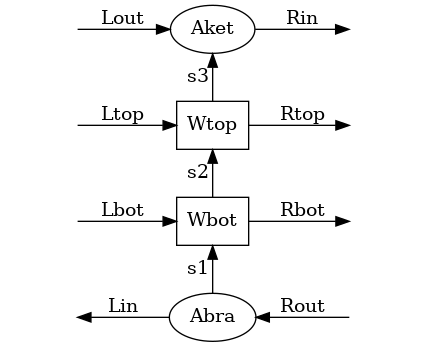 Lout Aket Rin
s3
Ltop Wtop Rtop
s2
Lbot Wbot Rbot
s1
Lin Abra Rout